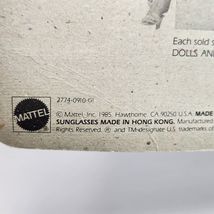 Each sold s
DOLLS AND
MATTEL
2774-0910-G1
© Mattel, Inc. 1985, Hawthorne, CA 90250 U.S.A. MADE
SUNGLASSES MADE IN HONG KONG. Manufactured
Rights Reserved. ® and TM-designate U.S. trademarks of